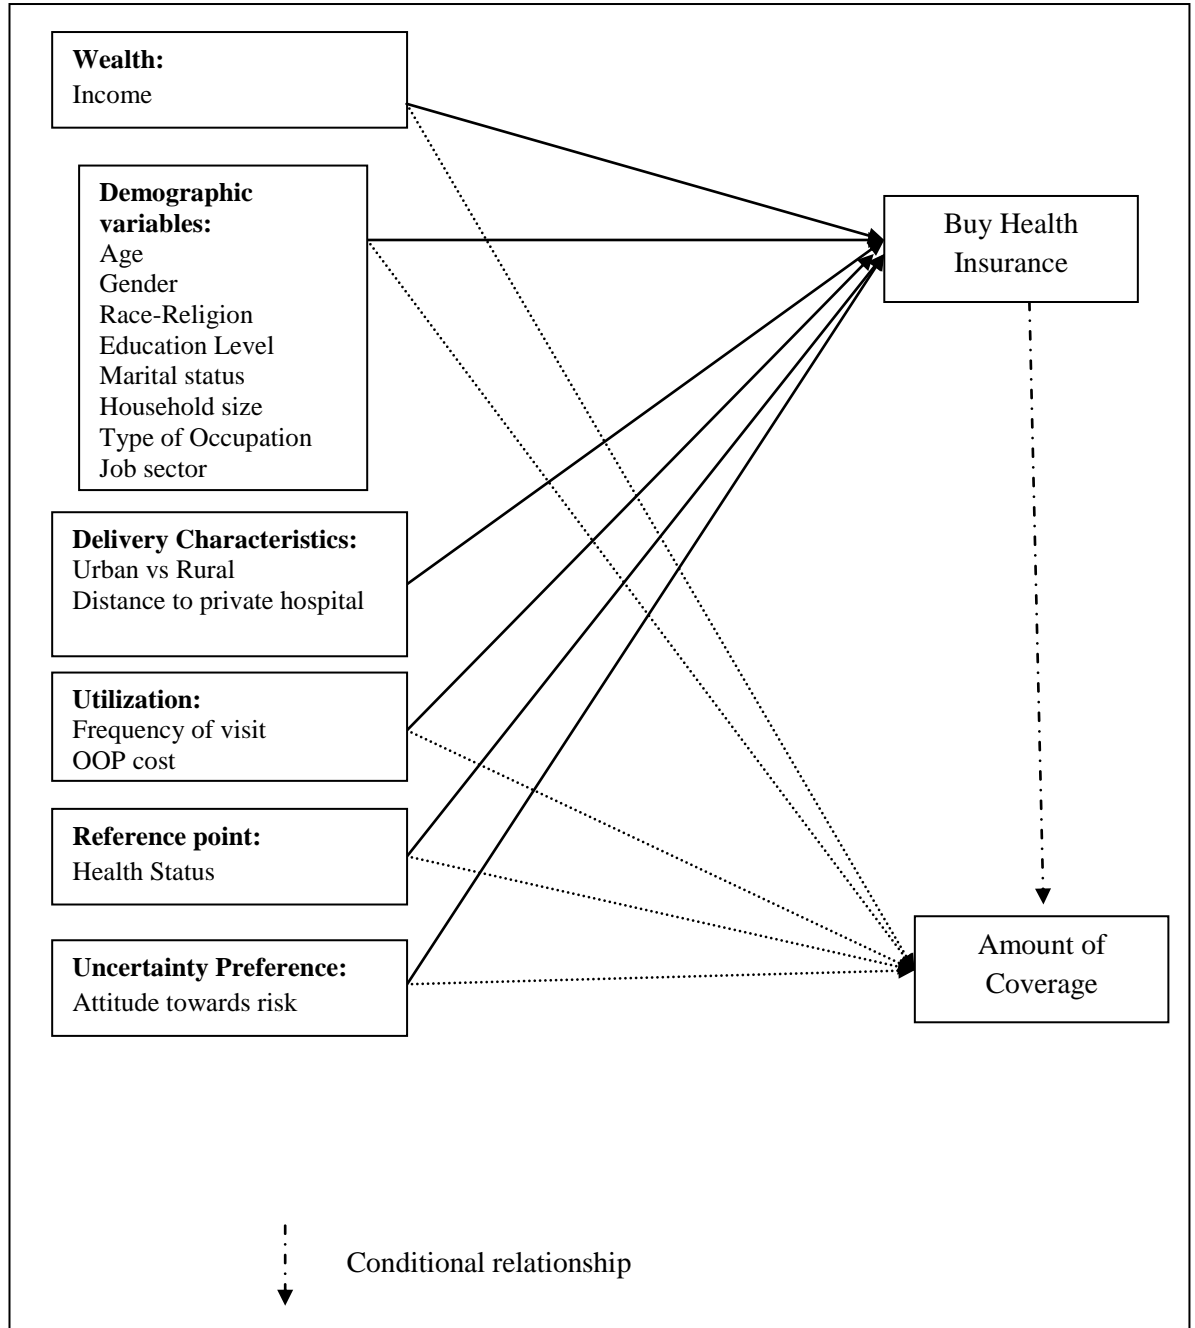 Wealth:
Income
Demographic
variables:
Age
Gender
Race-Religion
Education Level
Marital status
Household size
Type of Occupation
Job sector
Delivery Characteristics:
Urban vs Rural
Distance to private hospital
Utilization:
Frequency of visit
OOP cost
Reference point:
Health Status
Uncertainty Preference:
Attitude towards risk
Buy Health
Insurance
Amount of
Coverage
Conditional relationship